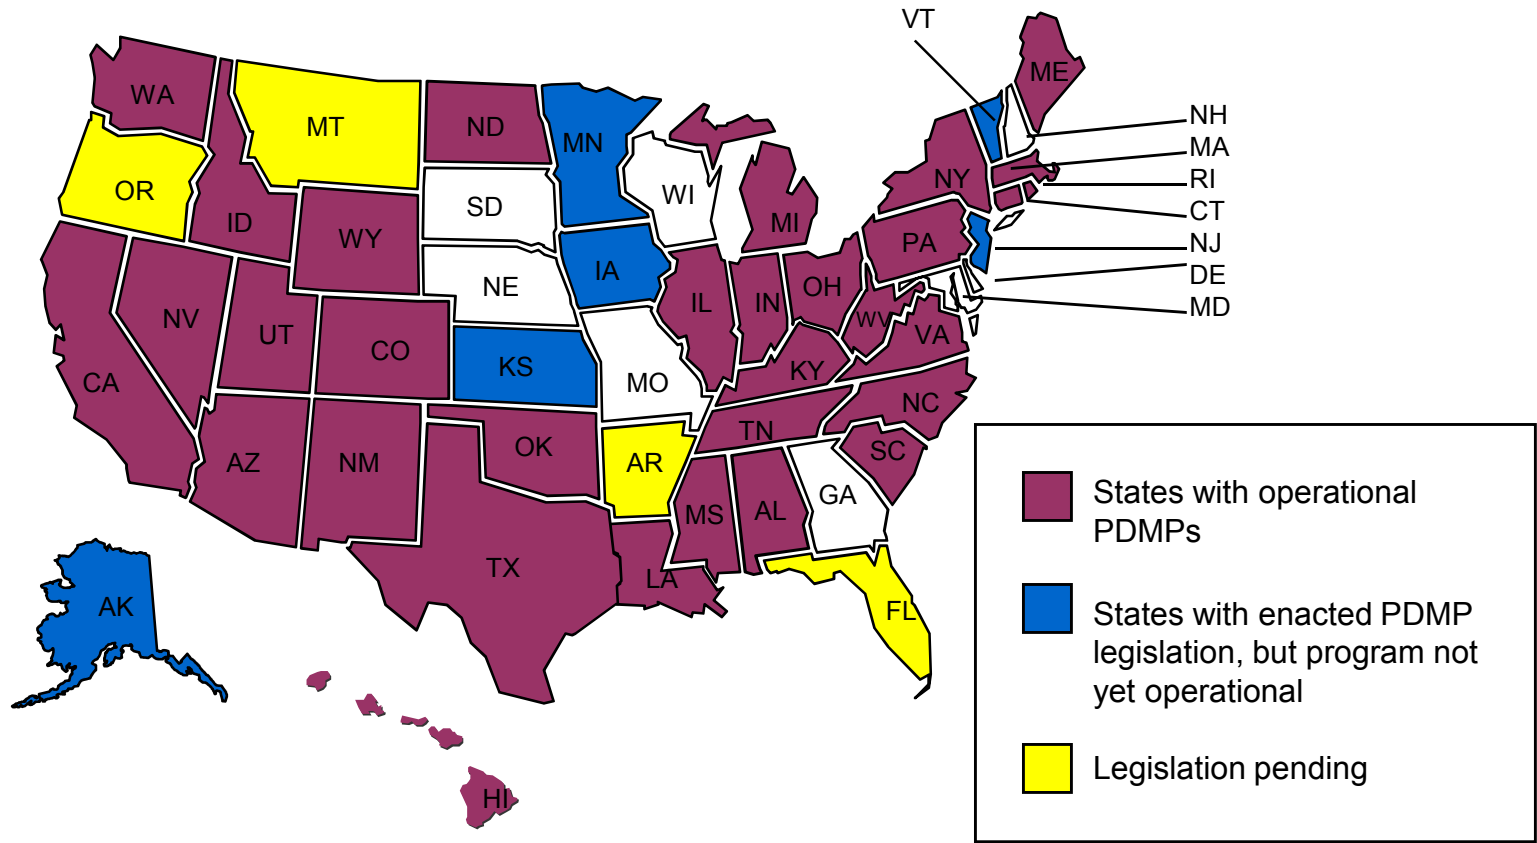 VT
ME
WA
NH
MT
ND
MN
MA
OR
NY
RI
WI
SD
CT
ID
MI
WY
PA
NJ
IA
DE
NE
OH
IL
IN
MD
NV
WV
UT
VA
CO
KS
KY
CA
MO
NC
TN
OK
SC
AZ
NM
AR
GA
MS
AL
TX
LA
AK
FL
HI
States with operational
PDMPs
States with enacted PDMP
legislation, but program not
yet operational
Legislation pending